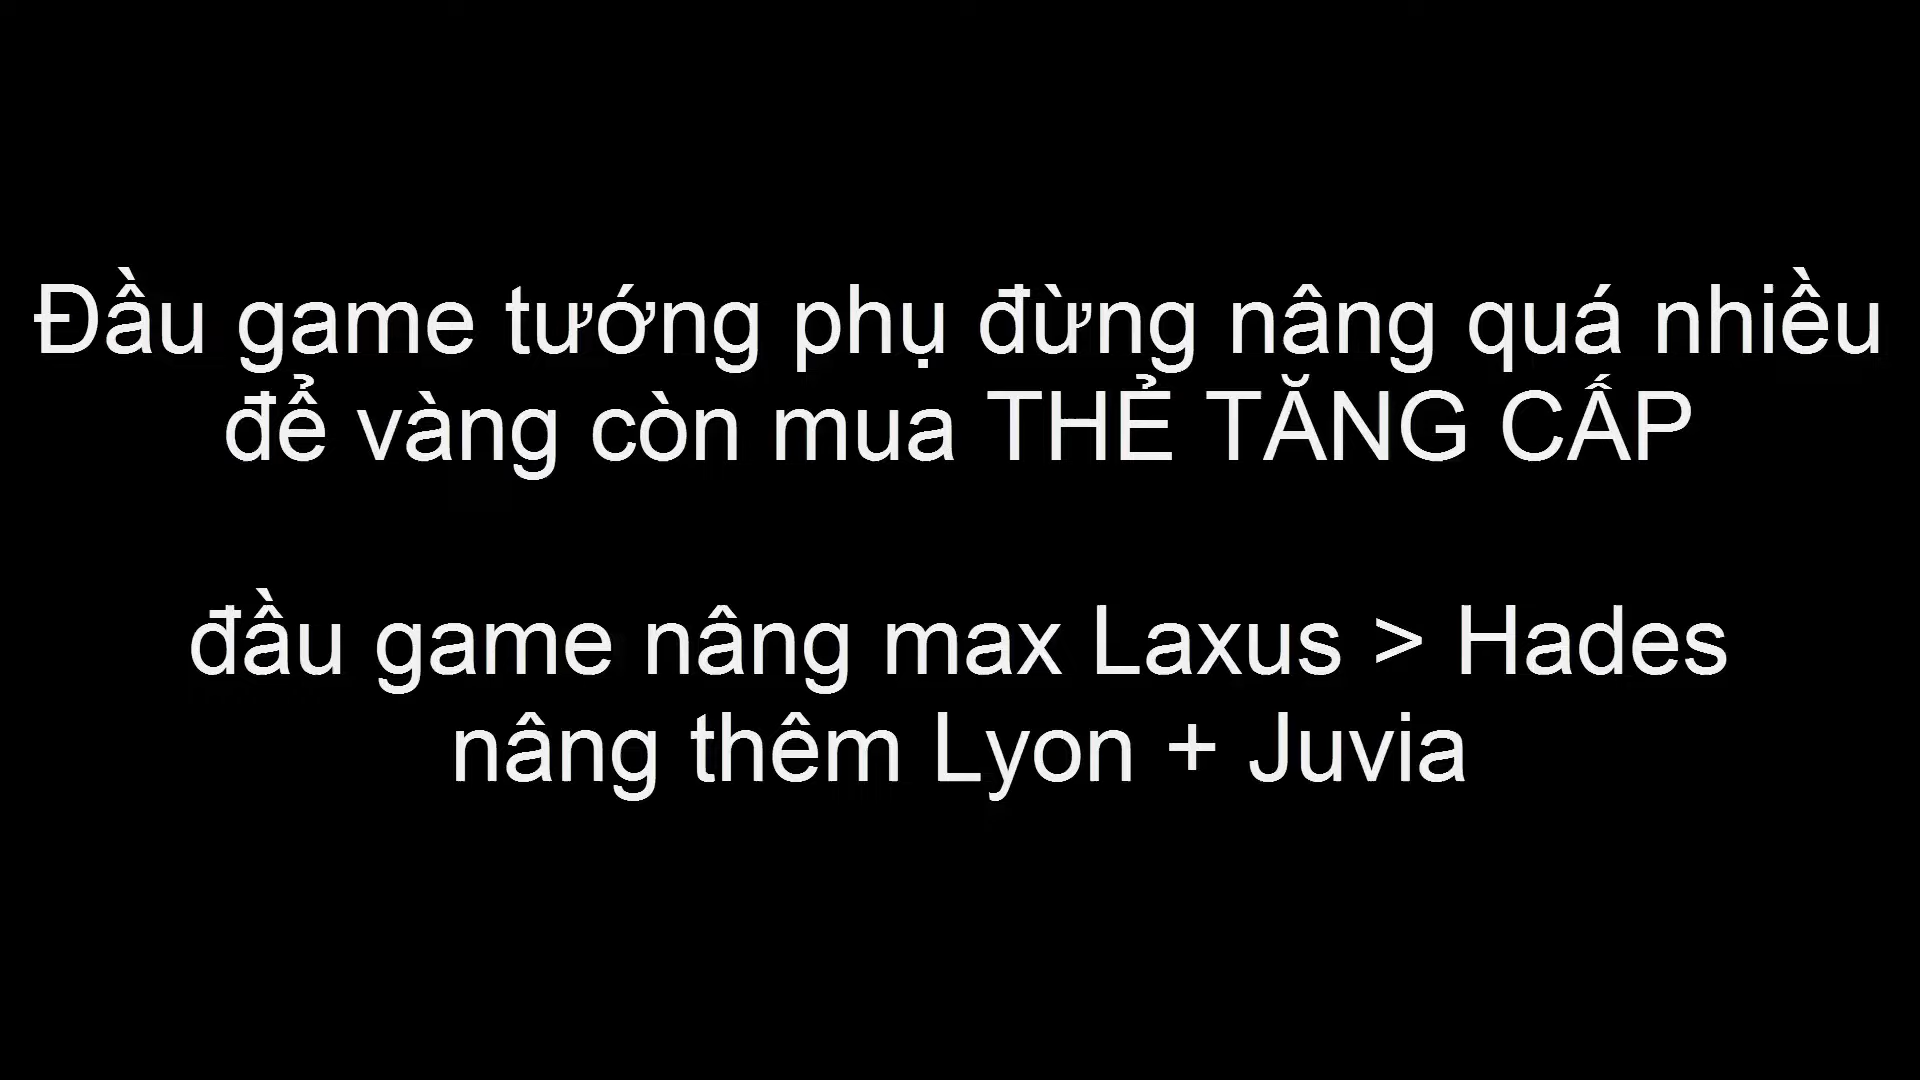 Đầu game tướng phụ đừng nâng quá nhiều
để vàng còn mua THẺ TĂNG CẤP
đầu game nâng max Laxus > Hades
nâng thêm Lyon + Juvia